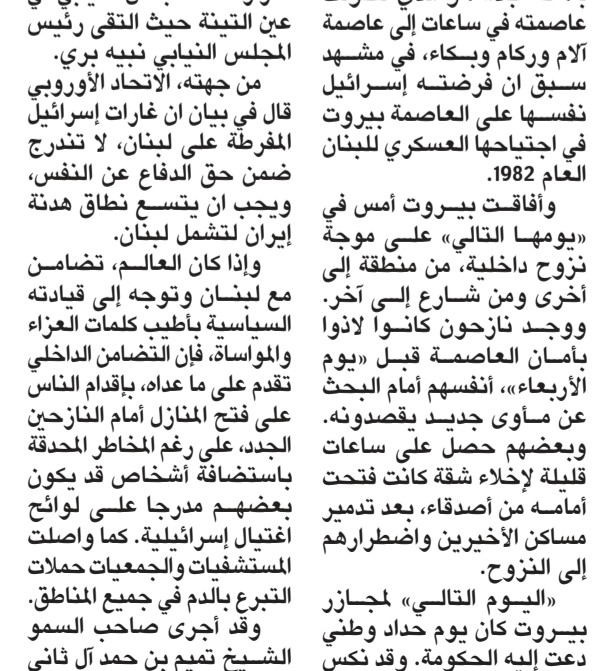 عاصمته في ساعات إلى عاصمة
آلام وركام وبكاء، في مشهد
سبق ان فرضته إسرائيل
نفسها على العاصمة بيروت
في اجتياحها العسكري للبنان
العام 1982.
وأفاقت بيروت أمس في
«يومها التالي» على موجة
نزوح داخلية، من منطقة إلى
أخرى ومن شارع إلى آخر.
ووجد نازحون كانوا لاذوا
بأمان العاصمة قبل «يوم
الأربعاء»، أنفسهم أمام البحث
عن مأوى جديد يقصدونه.
وبعضهم حصل على ساعات
قليلة لإخلاء شقة كانت فتحت
أمامه من أصدقاء، بعد تدمير
مساكن الأخيرين واضطرارهم
إلى النزوح.
«اليوم التالي» لمجازر
بيروت كان يوم حداد وطني
دعت إليه الحكومة. وقد نكس
عين التينة حيث التقى رئيس
المجلس النيابي نبيه بري.
من جهته، الاتحاد الأوروبي
قال في بيان ان غارات إسرائيل
المفرطة على لبنان، لا تندرج
ضمن حق الدفاع عن النفس،
ويجب ان يتسع نطاق هدنة
إيران لتشمل لبنان.
وإذا كان العالم، تضامن
مع لبنان وتوجه إلى قيادته
السياسية بأطيب كلمات العزاء
والمواساة، فإن التضامن الداخلي
تقدم على ما عداه، بإقدام الناس
على فتح المنازل أمام النازحين
الجدد، على رغم المخاطر المحدقة
باستضافة أشخاص قد يكون
بعضهم مدرجا على لوائح
اغتيال إسرائيلية. كما واصلت
المستشفيات والجمعيات حملات
التبرع بالدم في جميع المناطق.
وقد أجرى صاحب السمو
الشيخ تميم بن حمد آل ثاني